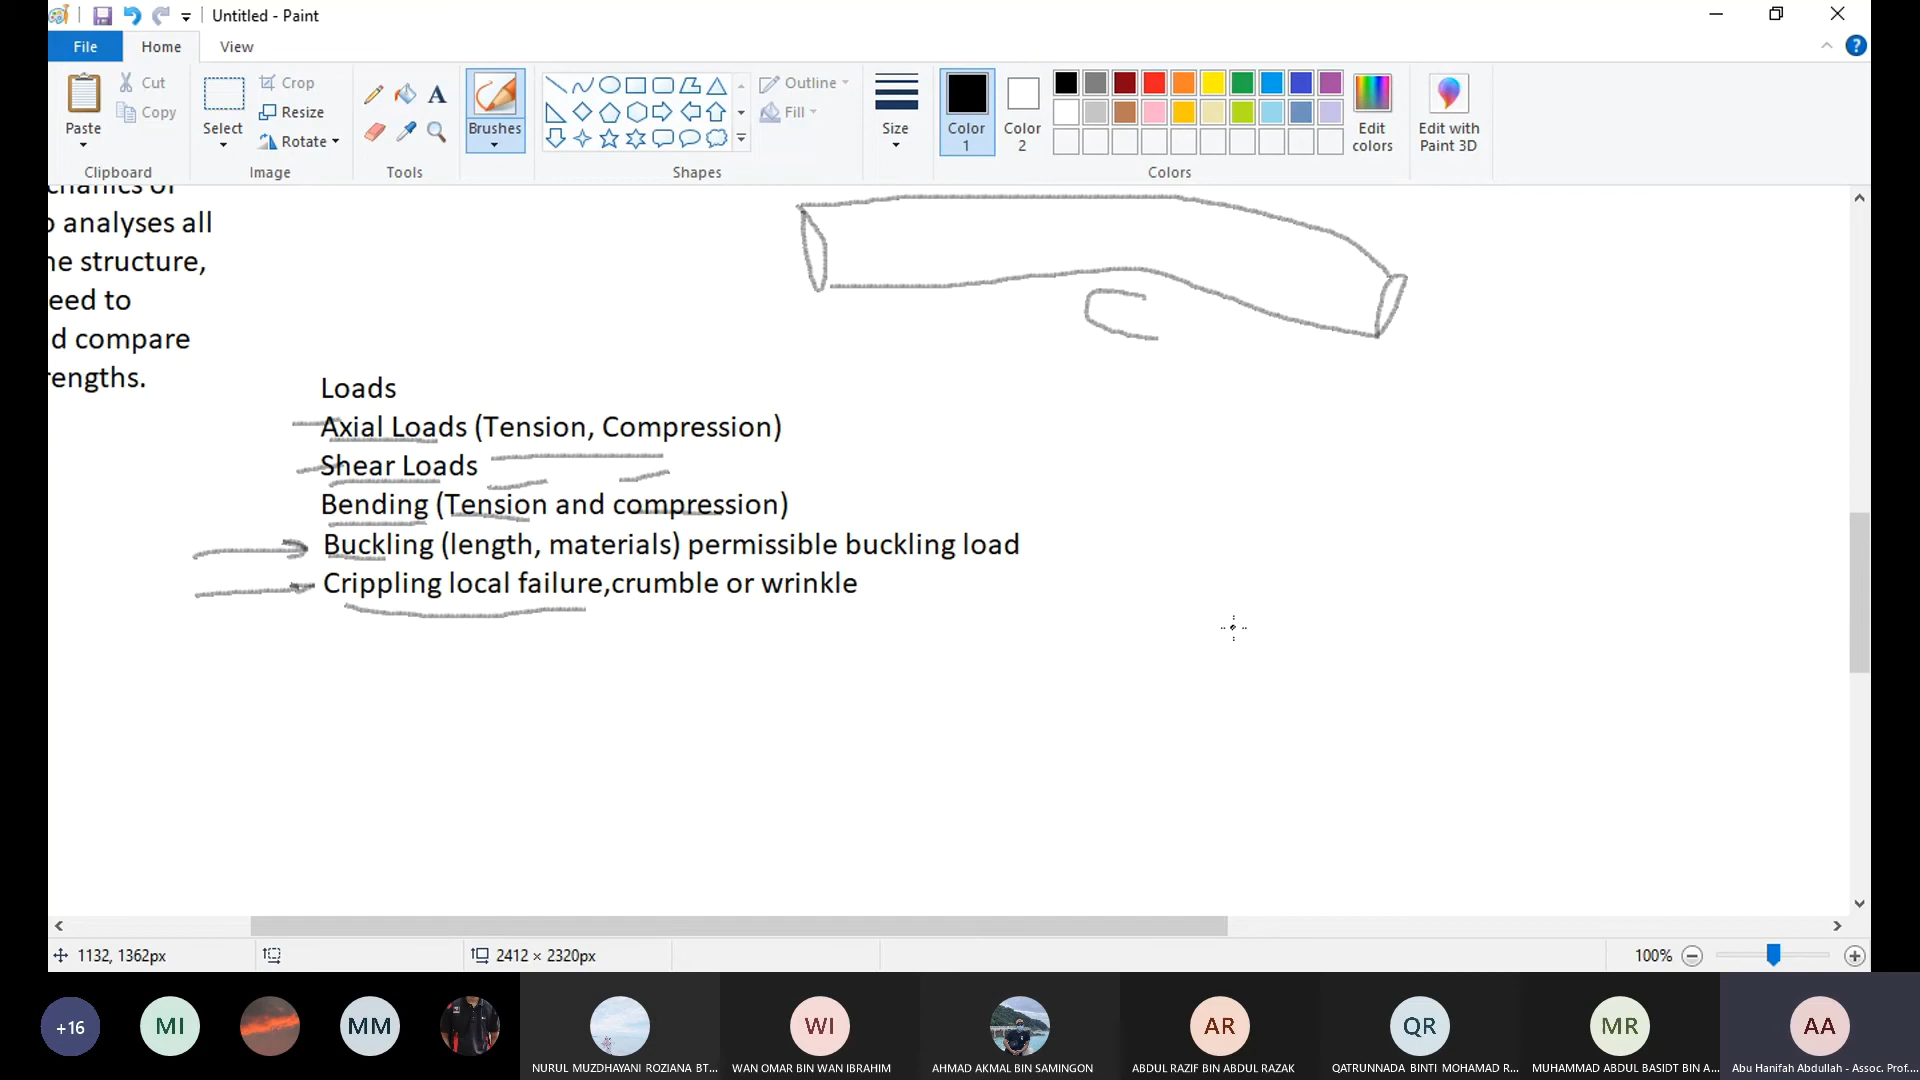 Untitled - Paint
File Home View
Paste
Cut
Copy
Clipboard
Select
Crop
Resize
Rotate
Image
A
Tools
Brushes
Outline
Fill
Shapes
Size
Color 1
Color 2
Edit colors
Edit with Paint 3D
Colors
?
analyses all
structure,
eed to
d compare
rengths.
Loads
Axial Loads (Tension, Compression)
Shear Loads
Bending (Tension and compression)
Buckling (length, materials) permissible buckling load
Crippling local failure,crumble or wrinkle
1132, 1362px
2412 × 2320px
100%
+16
MI
MM
NURUL MUZDHAYANI ROZIANA BT...
WI
WAN OMAR BIN WAN IBRAHIM
AHMAD AKMAL BIN SAMINGON
AR
ABDUL RAZIF BIN ABDUL RAZAK
QR
QATRUNNADA BINTI MOHAMAD R...
MR
MUHAMMAD ABDUL BASIDT BIN A...
AA
Abu Hanifah Abdullah - Assoc. Prof....